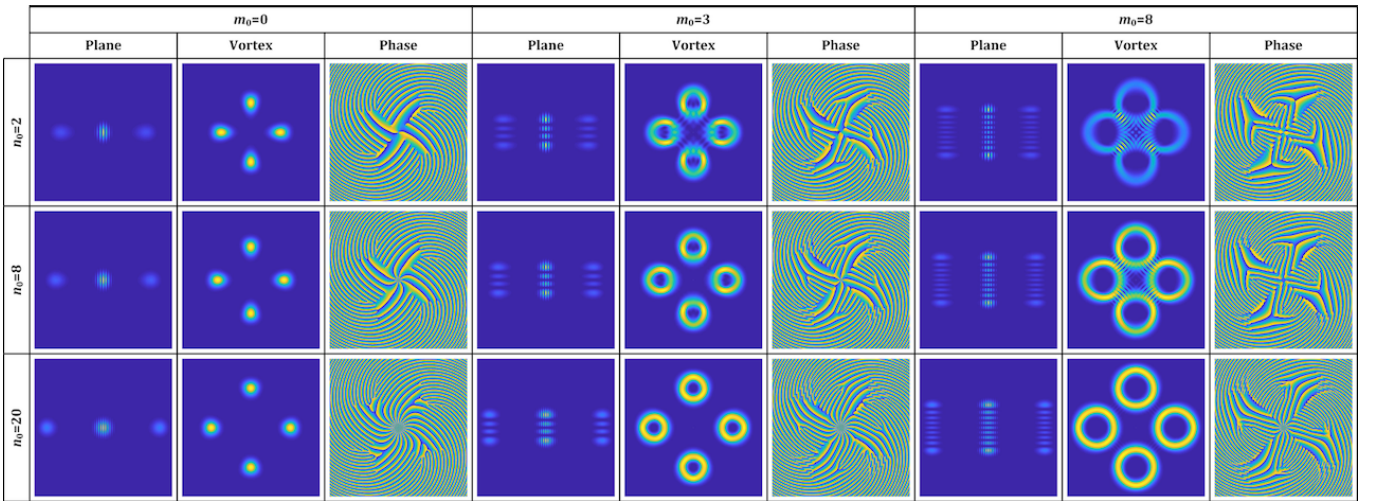 m₀=0 m₀=3 m₀=8
Plane Vortex Phase Plane Vortex Phase Plane Vortex Phase
n₀=2
n₀=8
n₀=20